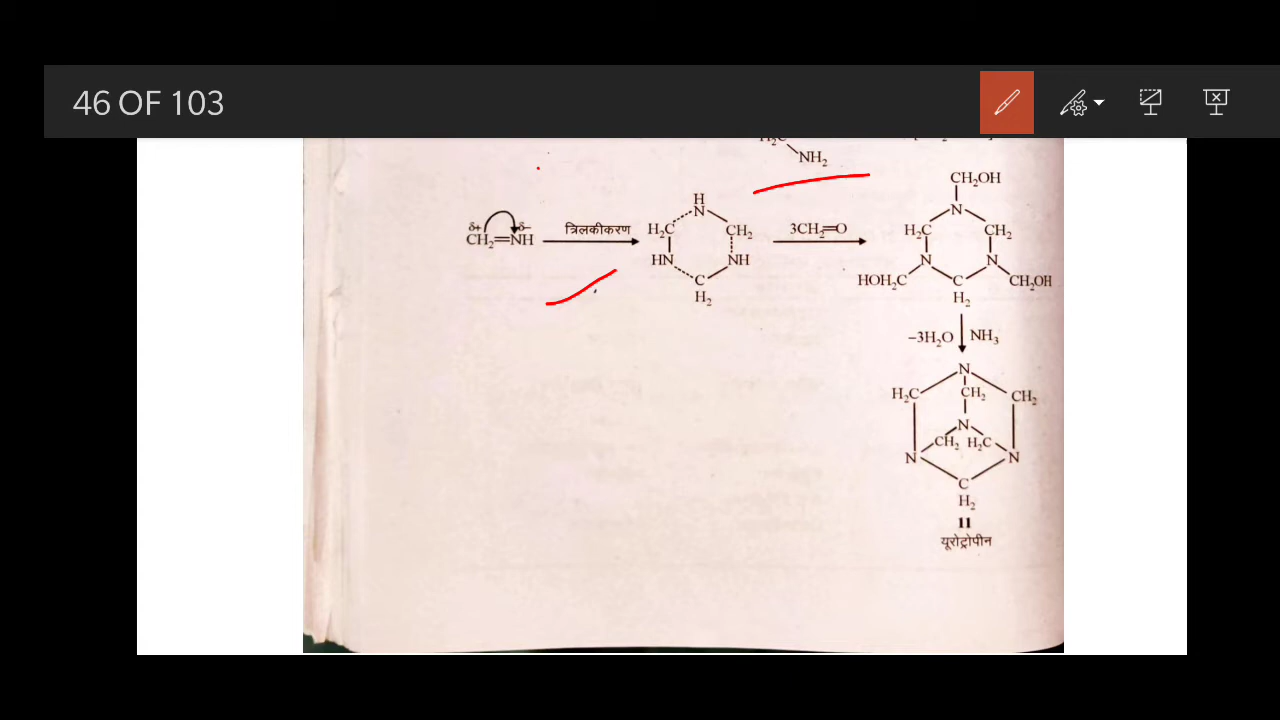 46 OF 103
NH₂
CH₂OH
H
N
N
δ+ δ−
CH₂=NH
त्रिलकीकरण
H₂C CH₂
3CH₂=O
H₂C CH₂
HN NH
N N
C
H₂
HOH₂C C CH₂OH
H₂
−3H₂O NH₃
N
H₂C CH₂ CH₂
N
CH₂ H₂C
N N
C
H₂
11
यूरोट्रोपीन